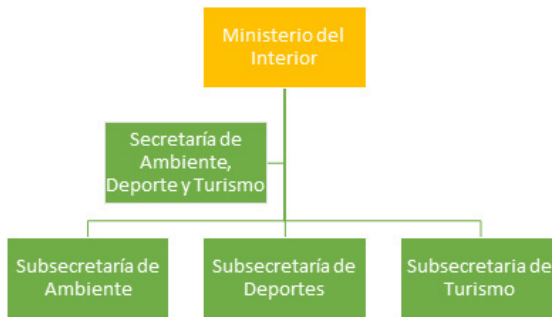 Ministerio del
Interior
Secretaría de
Ambiente,
Deporte y Turismo
Subsecretaría de
Ambiente
Subsecretaría de
Deportes
Subsecretaria de
Turismo